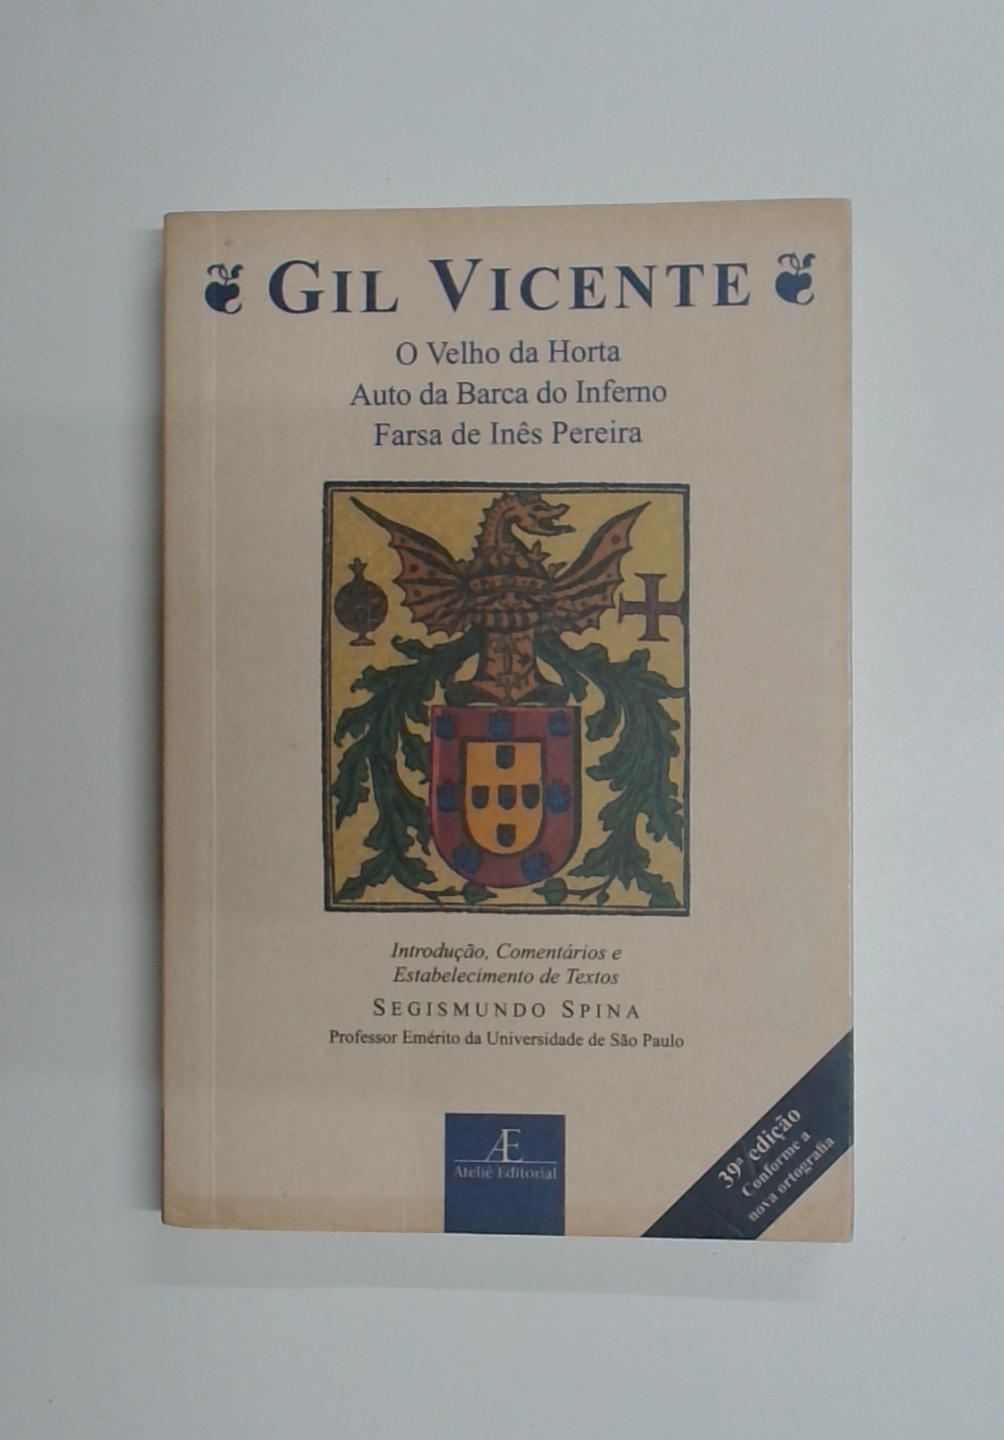 GIL VICENTE
O Velho da Horta
Auto da Barca do Inferno
Farsa de Inês Pereira
Introdução, Comentários e
Estabelecimento de Textos
SEGISMUNDO SPINA
Professor Emérito da Universidade de São Paulo
Æ
Ateliê Editorial
39ª edição
Conforme a
nova ortografia